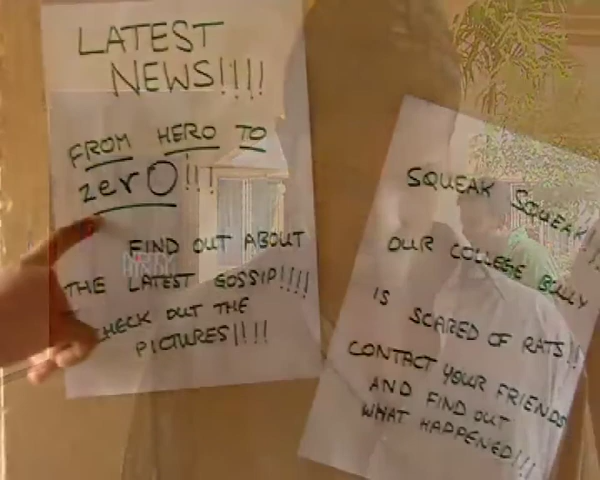 LATEST
NEWS!!!!
FROM HERO TO
zerO!!!
FIND OUT ABOUT
THE LATEST GOSSIP!!!!
CHECK OUT THE
PICTURES!!!!
SQUEAK SQUEAK!!!
OUR COLLEGE BULLY
IS SCARED OF RATS!!
CONTACT YOUR FRIENDS
AND FIND OUT
WHAT HAPPENED!!!